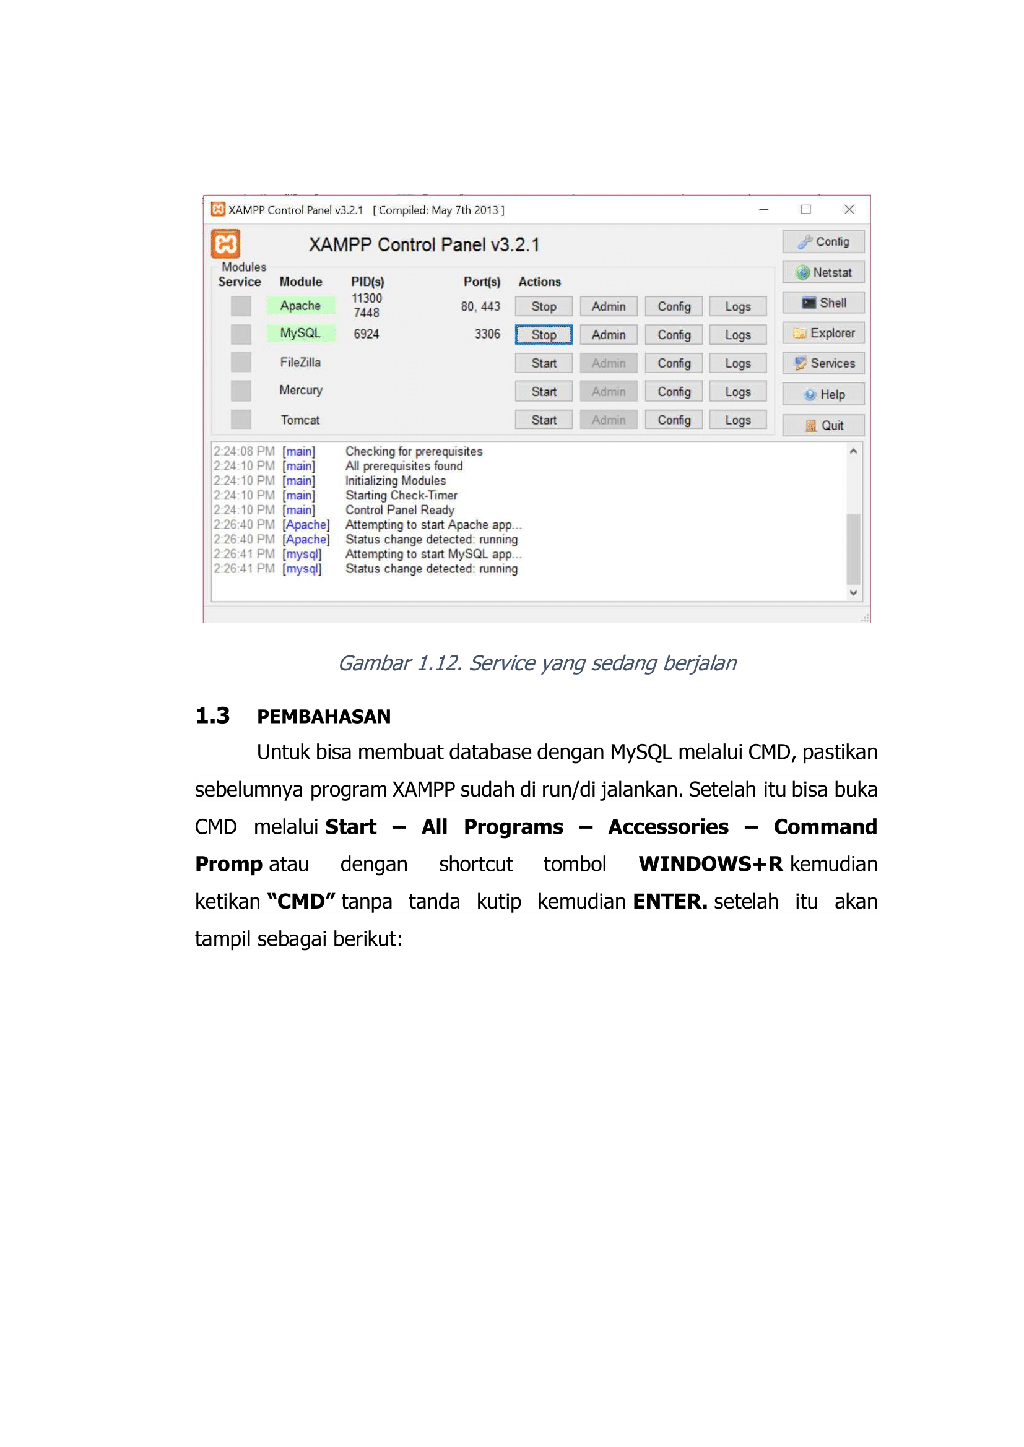 XAMPP Control Panel v3.2.1 [ Compiled: May 7th 2013 ]
XAMPP Control Panel v3.2.1
Config
Modules
Service Module PID(s) Port(s) Actions
Netstat
Apache 11300 7448 80, 443 Stop Admin Config Logs
Shell
MySQL 6924 3306 Stop Admin Config Logs
Explorer
FileZilla Start Admin Config Logs
Services
Mercury Start Admin Config Logs
Help
Tomcat Start Admin Config Logs
Quit
2:24:08 PM [main] Checking for prerequisites
2:24:10 PM [main] All prerequisites found
2:24:10 PM [main] Initializing Modules
2:24:10 PM [main] Starting Check-Timer
2:24:10 PM [main] Control Panel Ready
2:26:40 PM [Apache] Attempting to start Apache app...
2:26:40 PM [Apache] Status change detected: running
2:26:41 PM [mysql] Attempting to start MySQL app...
2:26:41 PM [mysql] Status change detected: running
Gambar 1.12. Service yang sedang berjalan
1.3 PEMBAHASAN
Untuk bisa membuat database dengan MySQL melalui CMD, pastikan
sebelumnya program XAMPP sudah di run/di jalankan. Setelah itu bisa buka
CMD melalui Start – All Programs – Accessories – Command
Promp atau dengan shortcut tombol WINDOWS+R kemudian
ketikan "CMD" tanpa tanda kutip kemudian ENTER. setelah itu akan
tampil sebagai berikut: